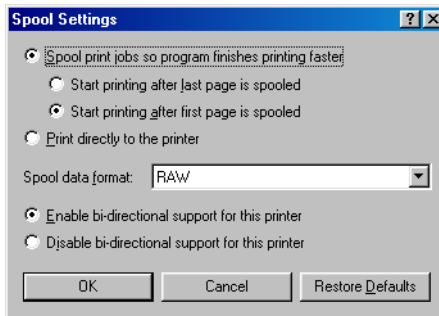 Spool Settings
Spool print jobs so program finishes printing faster
Start printing after last page is spooled
Start printing after first page is spooled
Print directly to the printer
Spool data format: RAW
Enable bi-directional support for this printer
Disable bi-directional support for this printer
OK Cancel Restore Defaults